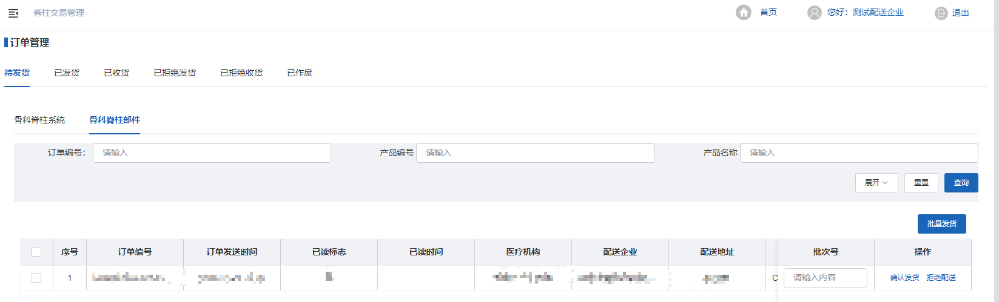 脊柱交易管理 首页 您好：测试配送企业 退出
订单管理
待发货 已发货 已收货 已拒绝发货 已拒绝收货 已作废
骨科脊柱系统 骨科脊柱部件
订单编号： 请输入 产品编号 请输入 产品名称 请输入
展开 重置 查询
批量发货
序号 订单编号 订单发送时间 已读标志 已读时间 医疗机构 配送企业 配送地址 批次号 操作
1 C 请输入内容 确认发货 拒绝配送